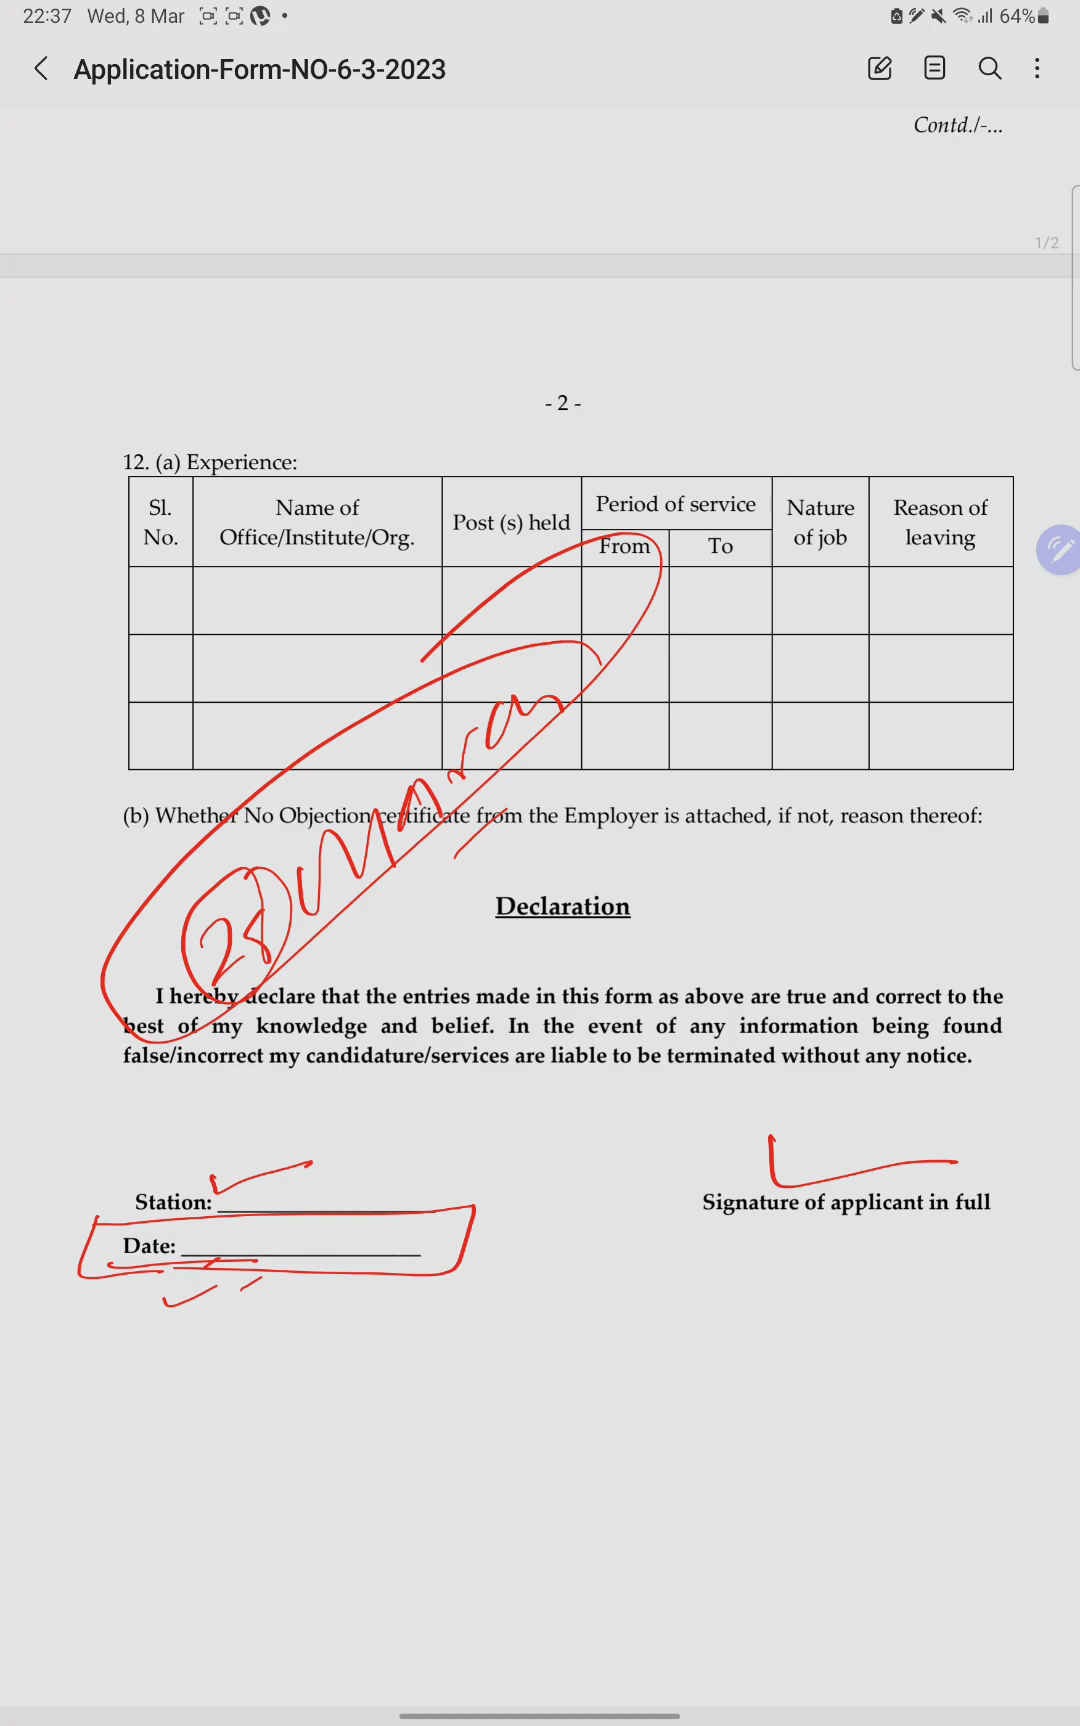 22:37 Wed, 8 Mar 64%
Application-Form-NO-6-3-2023
Contd./-...
1/2
- 2 -
12. (a) Experience:
Sl. No. Name of Office/Institute/Org. Post (s) held Period of service From To Nature of job Reason of leaving
(b) Whether No Objection certificate from the Employer is attached, if not, reason thereof:
28 March
Declaration
I hereby declare that the entries made in this form as above are true and correct to the
best of my knowledge and belief. In the event of any information being found
false/incorrect my candidature/services are liable to be terminated without any notice.
Station:
Signature of applicant in full
Date: